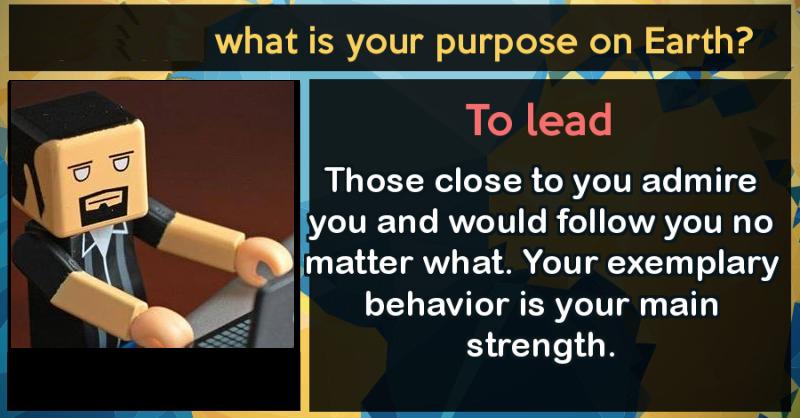 what is your purpose on Earth?
To lead
Those close to you admire
you and would follow you no
matter what. Your exemplary
behavior is your main
strength.